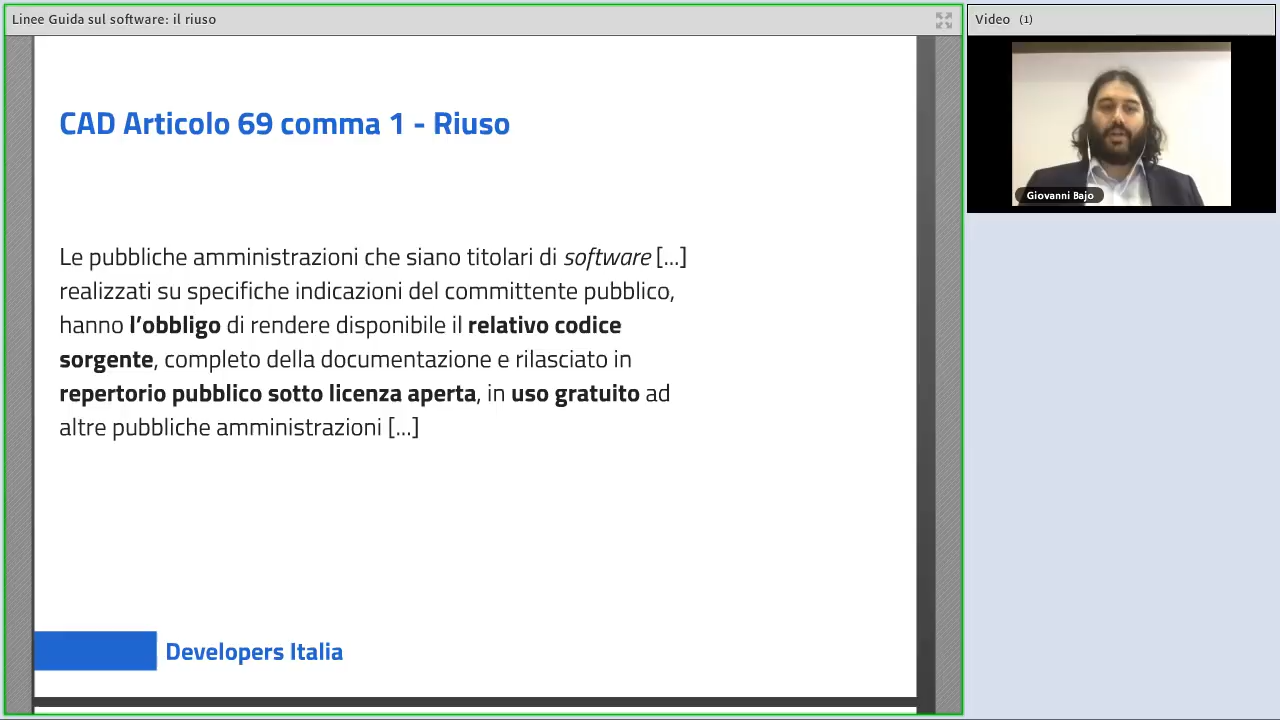 Linee Guida sul software: il riuso
Video (1)
Giovanni Bajo
CAD Articolo 69 comma 1 - Riuso
Le pubbliche amministrazioni che siano titolari di software [...]
realizzati su specifiche indicazioni del committente pubblico,
hanno l’obbligo di rendere disponibile il relativo codice
sorgente, completo della documentazione e rilasciato in
repertorio pubblico sotto licenza aperta, in uso gratuito ad
altre pubbliche amministrazioni [...]
Developers Italia